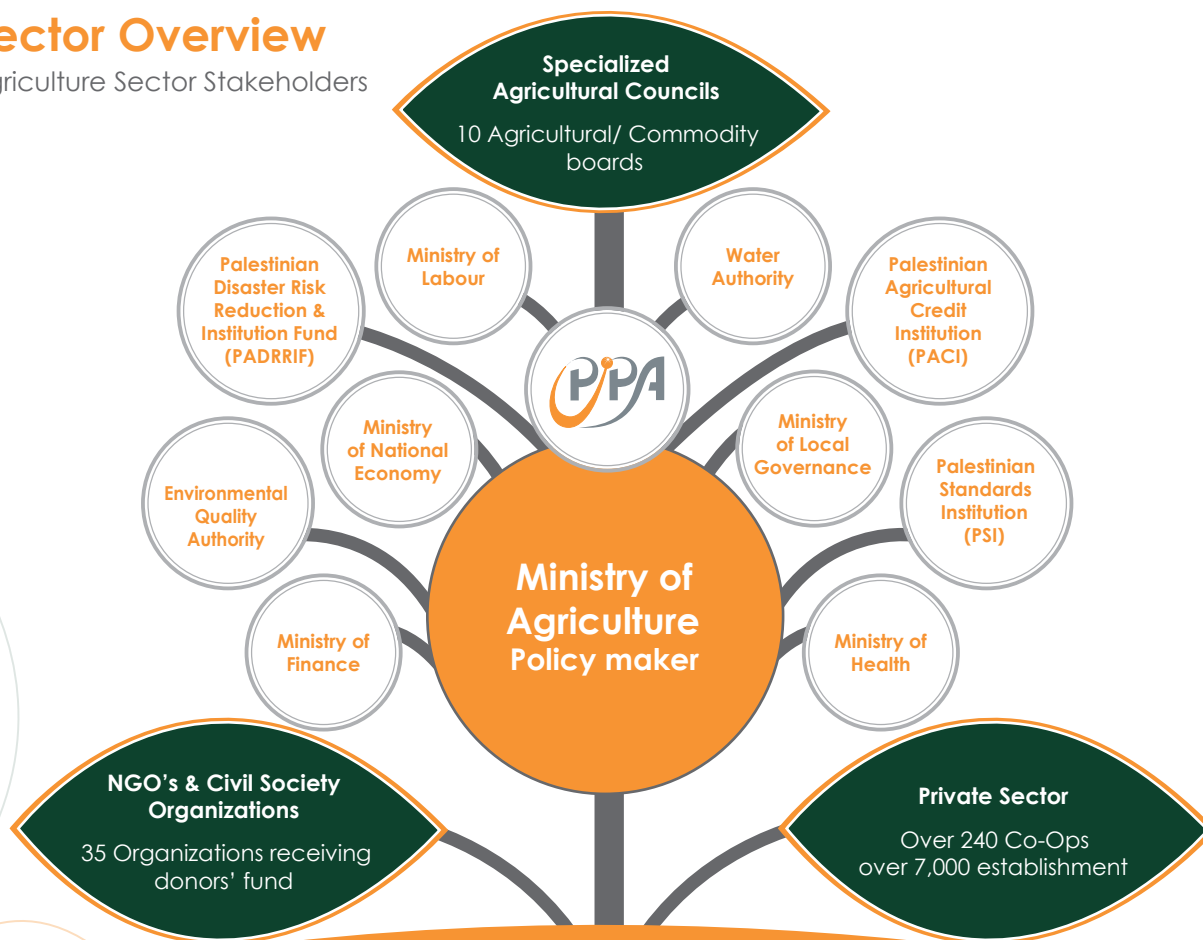 ector Overview
griculture Sector Stakeholders
Specialized
Agricultural Councils
10 Agricultural/ Commodity
boards
Ministry of
Labour
Water
Authority
Palestinian
Disaster Risk
Reduction &
Institution Fund
(PADRRIF)
Palestinian
Agricultural
Credit
Institution
(PACI)
PIPA
Ministry
of National
Economy
Ministry
of Local
Governance
Environmental
Quality
Authority
Palestinian
Standards
Institution
(PSI)
Ministry of
Agriculture
Policy maker
Ministry of
Finance
Ministry of
Health
NGO's & Civil Society
Organizations
35 Organizations receiving
donors' fund
Private Sector
Over 240 Co-Ops
over 7,000 establishment